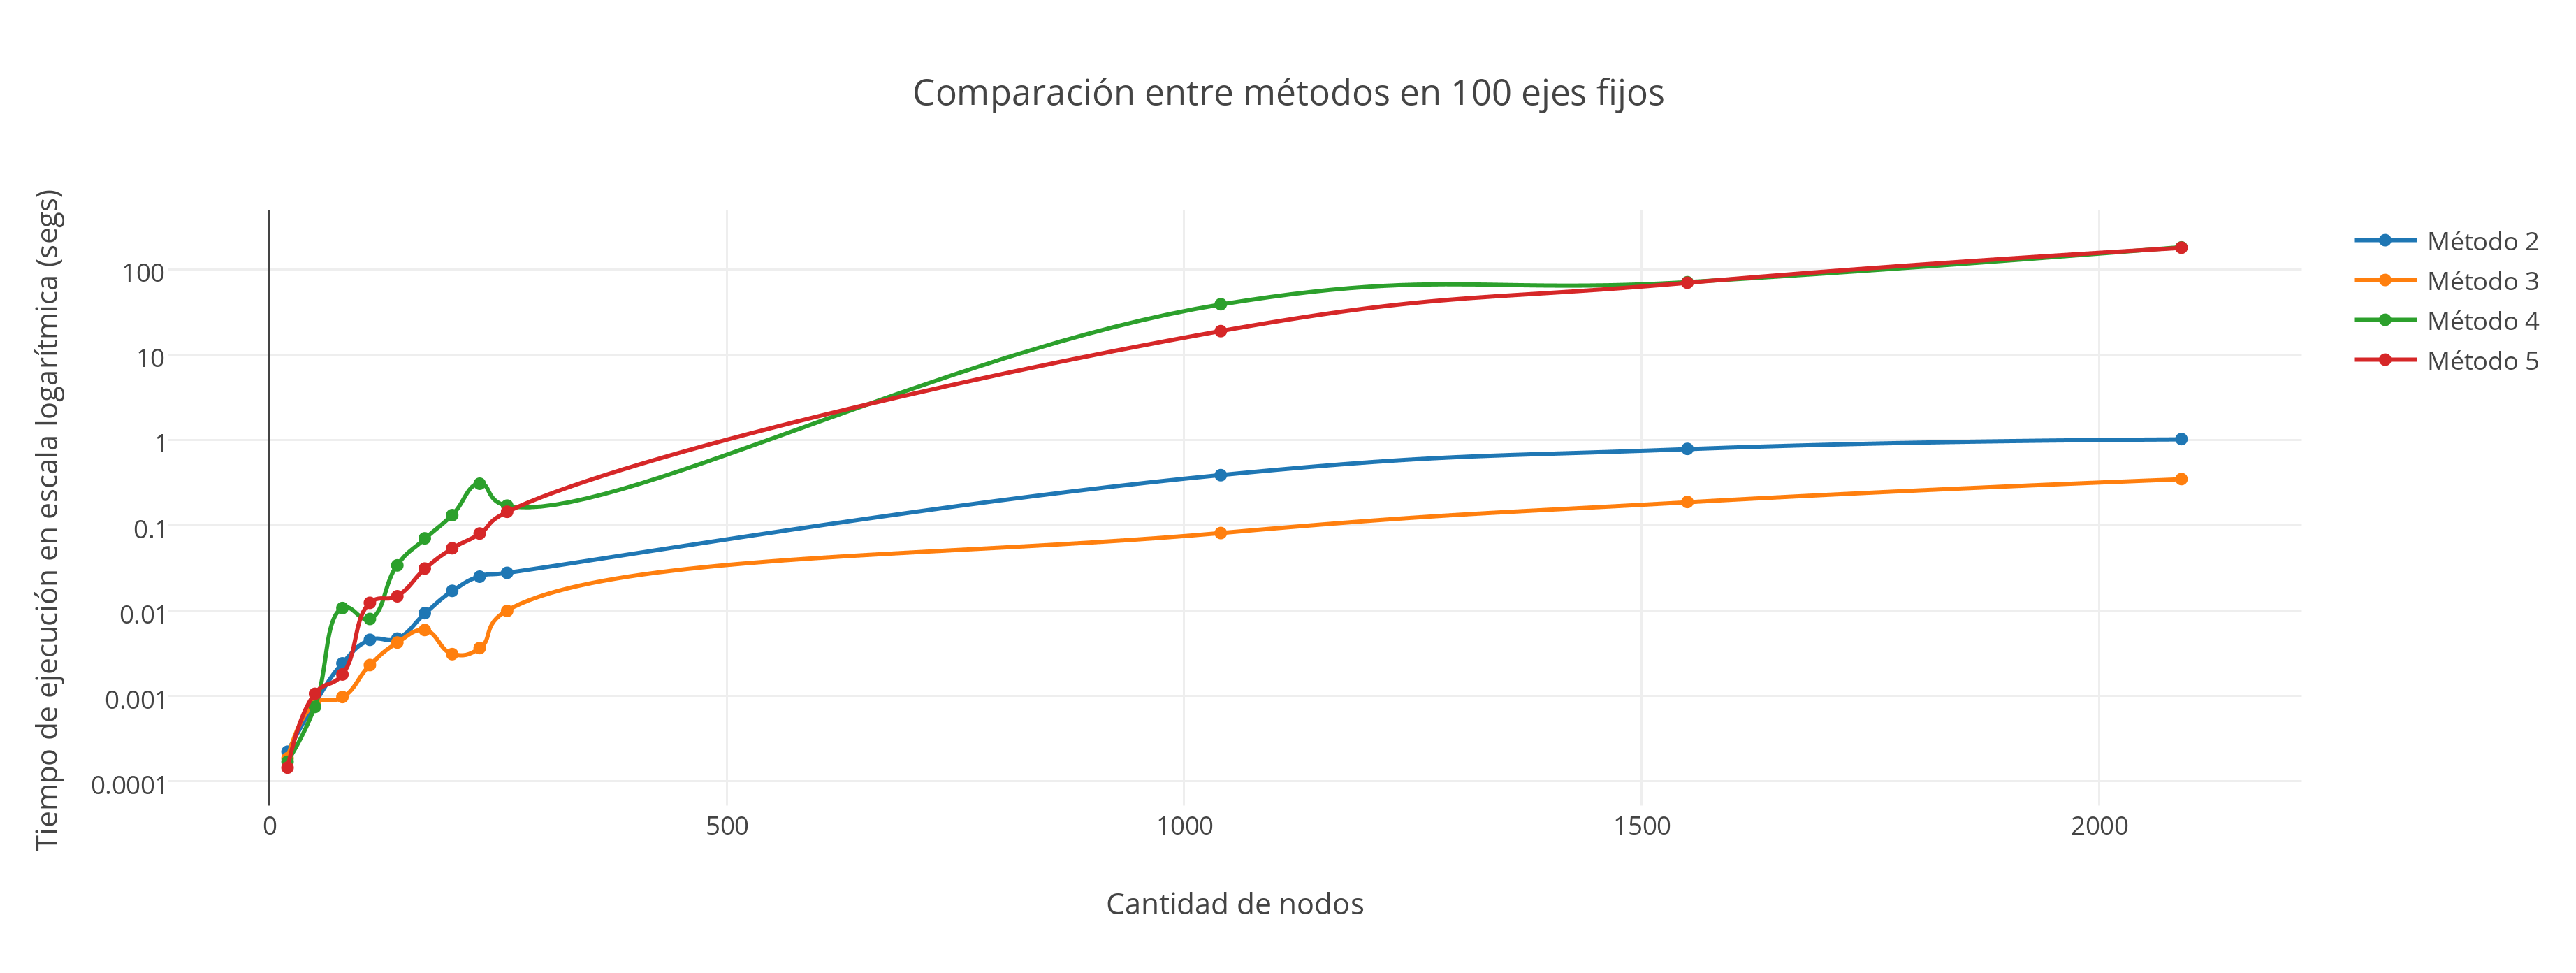 Comparación entre métodos en 100 ejes fijos
Tiempo de ejecución en escala logarítmica (segs)
100
10
1
0.1
0.01
0.001
0.0001
0
500
1000
1500
2000
Cantidad de nodos
Método 2
Método 3
Método 4
Método 5